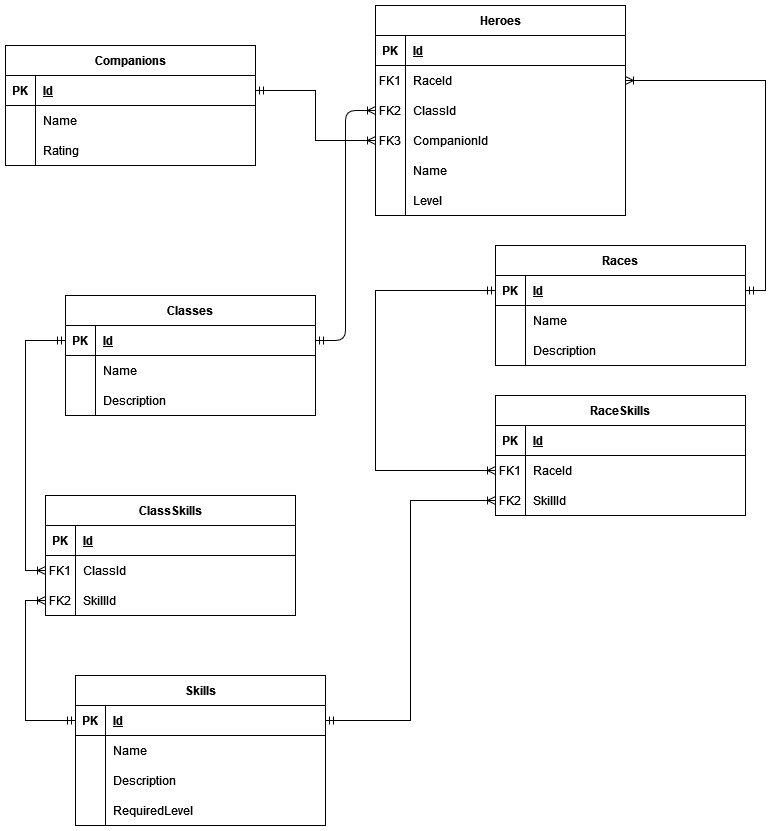 Heroes
PK Id
FK1 RaceId
FK2 ClassId
FK3 CompanionId
Name
Level
Companions
PK Id
Name
Rating
Races
PK Id
Name
Description
Classes
PK Id
Name
Description
RaceSkills
PK Id
FK1 RaceId
FK2 SkillId
ClassSkills
PK Id
FK1 ClassId
FK2 SkillId
Skills
PK Id
Name
Description
RequiredLevel